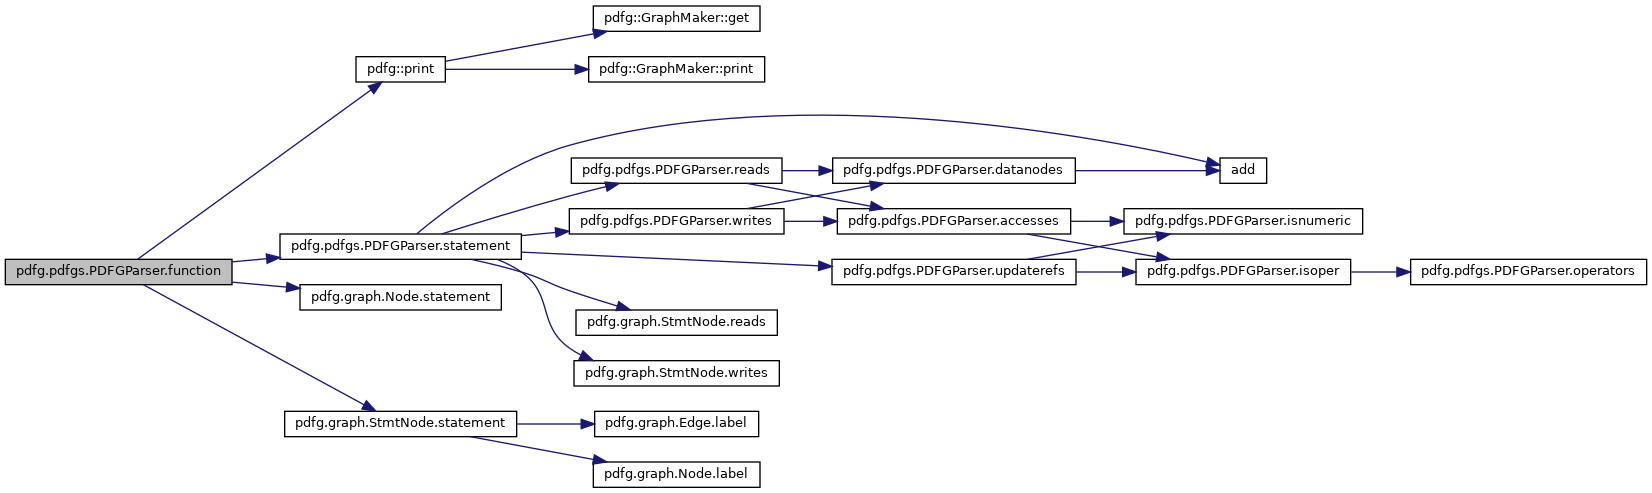 pdfg::GraphMaker::get
pdfg::print
pdfg::GraphMaker::print
pdfg.pdfgs.PDFGParser.reads
pdfg.pdfgs.PDFGParser.datanodes
add
pdfg.pdfgs.PDFGParser.writes
pdfg.pdfgs.PDFGParser.accesses
pdfg.pdfgs.PDFGParser.isnumeric
pdfg.pdfgs.PDFGParser.statement
pdfg.pdfgs.PDFGParser.function
pdfg.pdfgs.PDFGParser.updaterefs
pdfg.pdfgs.PDFGParser.isoper
pdfg.pdfgs.PDFGParser.operators
pdfg.graph.Node.statement
pdfg.graph.StmtNode.reads
pdfg.graph.StmtNode.writes
pdfg.graph.StmtNode.statement
pdfg.graph.Edge.label
pdfg.graph.Node.label